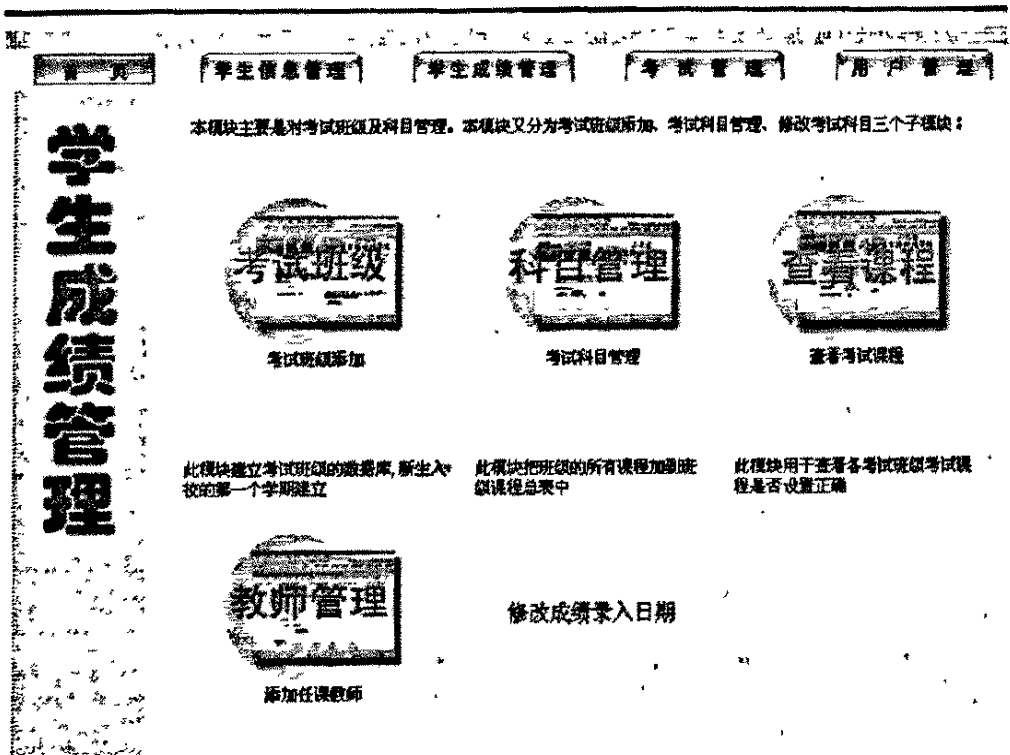 首 页
学生信息管理
学生成绩管理
考 试 管 理
用 户 管 理
学生成绩管理
本模块主要是对考试班级及科目管理。本模块又分为考试班级添加、考试科目管理、修改考试科目三个子模块：
考试班级
科目管理
查看课程
考试班级添加
考试科目管理
查看考试课程
此模块建立考试班级的数据库,新生入
校的第一个学期建立
此模块把班级的所有课程加到班
级课程总表中
此模块用于查看各考试班级考试课
程是否设置正确
教师管理
修改成绩录入日期
添加任课教师